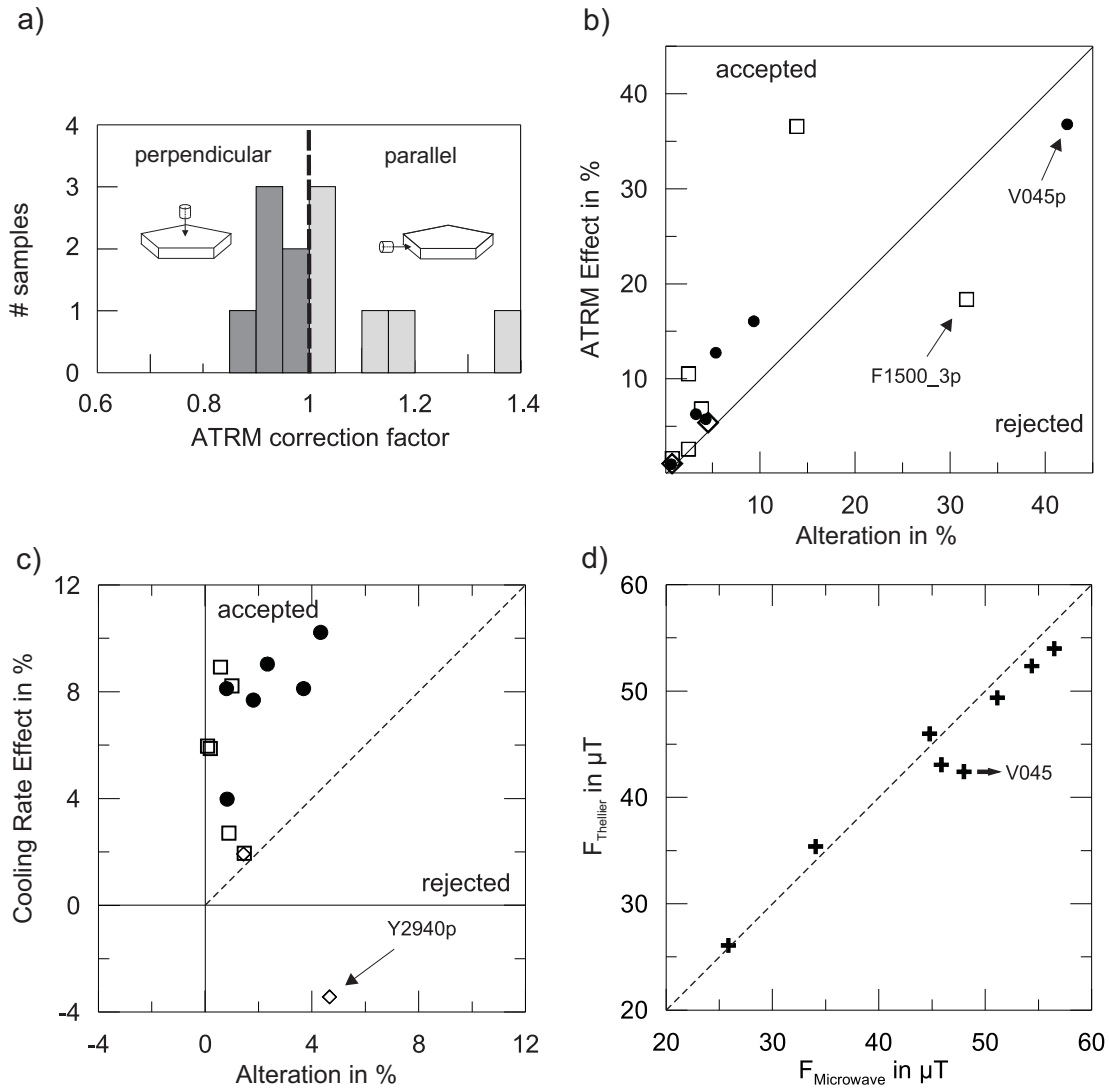 a)
4
3
2
1
0
# samples
perpendicular
parallel
0.6
0.8
1
1.2
1.4
ATRM correction factor
b)
accepted
40
30
20
10
ATRM Effect in %
V045p
F1500_3p
rejected
10
20
30
40
Alteration in %
c)
12
8
4
0
-4
Cooling Rate Effect in %
accepted
rejected
Y2940p
-4
0
4
8
12
Alteration in %
d)
60
50
40
30
20
F Thellier in µT
V045
20
30
40
50
60
F Microwave in µT